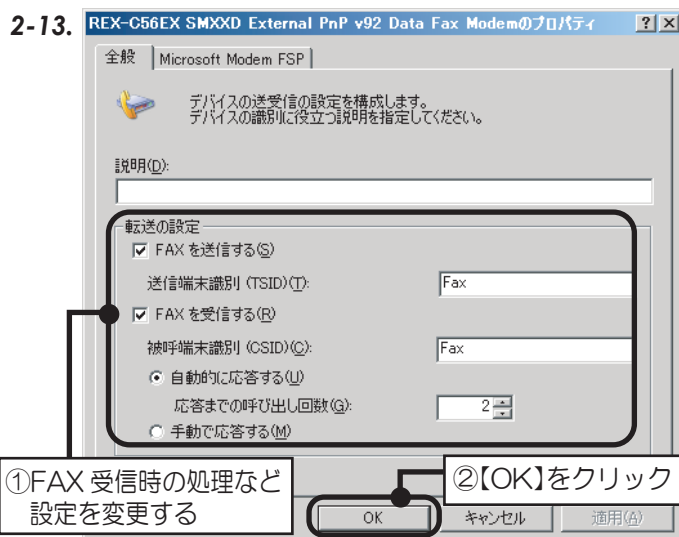 2-13.
REX-C56EX SMXXD External PnP v92 Data Fax Modemのプロパティ
全般 Microsoft Modem FSP
デバイスの送受信の設定を構成します。
デバイスの識別に役立つ説明を指定してください。
説明(D):
転送の設定
FAX を送信する(S)
送信端末識別 (TSID)(T): Fax
FAX を受信する(R)
被呼端末識別 (CSID)(C): Fax
自動的に応答する(U)
応答までの呼び出し回数(G): 2
手動で応答する(M)
①FAX 受信時の処理など
設定を変更する
②【OK】をクリック
OK キャンセル 適用(A)